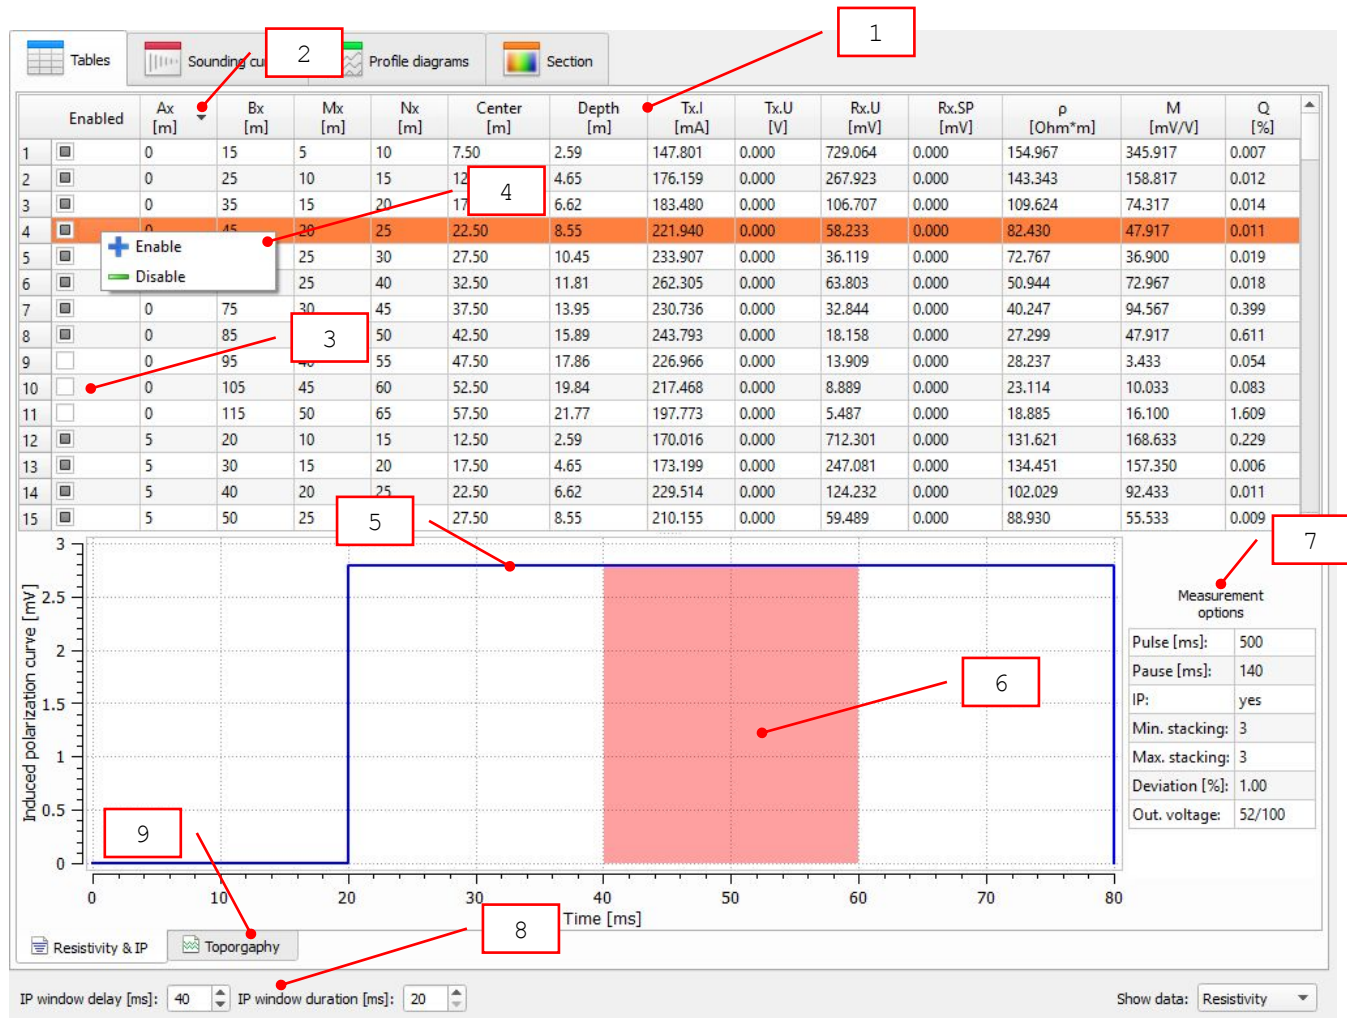 1
Tables Sounding cu 2 Profile diagrams Section
Enabled Ax [m] Bx [m] Mx [m] Nx [m] Center [m] Depth [m] Tx.I [mA] Tx.U [V] Rx.U [mV] Rx.SP [mV] ρ [Ohm*m] M [mV/V] Q [%]
1 0 15 5 10 7.50 2.59 147.801 0.000 729.064 0.000 154.967 345.917 0.007
2 0 25 10 15 12 4.65 176.159 0.000 267.923 0.000 143.343 158.817 0.012
4
3 0 35 15 20 17 6.62 183.480 0.000 106.707 0.000 109.624 74.317 0.014
4 0 45 20 25 22.50 8.55 221.940 0.000 58.233 0.000 82.430 47.917 0.011
Enable
5 25 30 27.50 10.45 233.907 0.000 36.119 0.000 72.767 36.900 0.019
Disable
6 25 40 32.50 11.81 262.305 0.000 63.803 0.000 50.944 72.967 0.018
7 0 75 30 45 37.50 13.95 230.736 0.000 32.844 0.000 40.247 94.567 0.399
8 0 85 50 42.50 15.89 243.793 0.000 18.158 0.000 27.299 47.917 0.611
3
9 0 95 40 55 47.50 17.86 226.966 0.000 13.909 0.000 28.237 3.433 0.054
10 0 105 45 60 52.50 19.84 217.468 0.000 8.889 0.000 23.114 10.033 0.083
11 0 115 50 65 57.50 21.77 197.773 0.000 5.487 0.000 18.885 16.100 1.609
12 5 20 10 15 12.50 2.59 170.016 0.000 712.301 0.000 131.621 168.633 0.229
13 5 30 15 20 17.50 4.65 173.199 0.000 247.081 0.000 134.451 157.350 0.006
14 5 40 20 25 22.50 6.62 229.514 0.000 124.232 0.000 102.029 92.433 0.011
15 5 50 25 27.50 8.55 210.155 0.000 59.489 0.000 88.930 55.533 0.009
5
7
Induced polarization curve [mV]
3
2.5
2
1.5
1
0.5
0
6
9
0 10 20 30 40 50 60 70 80
Time [ms]
8
Measurement
options
Pulse [ms]: 500
Pause [ms]: 140
IP: yes
Min. stacking: 3
Max. stacking: 3
Deviation [%]: 1.00
Out. voltage: 52/100
Resistivity & IP Toporgaphy
IP window delay [ms]: 40 IP window duration [ms]: 20 Show data: Resistivity